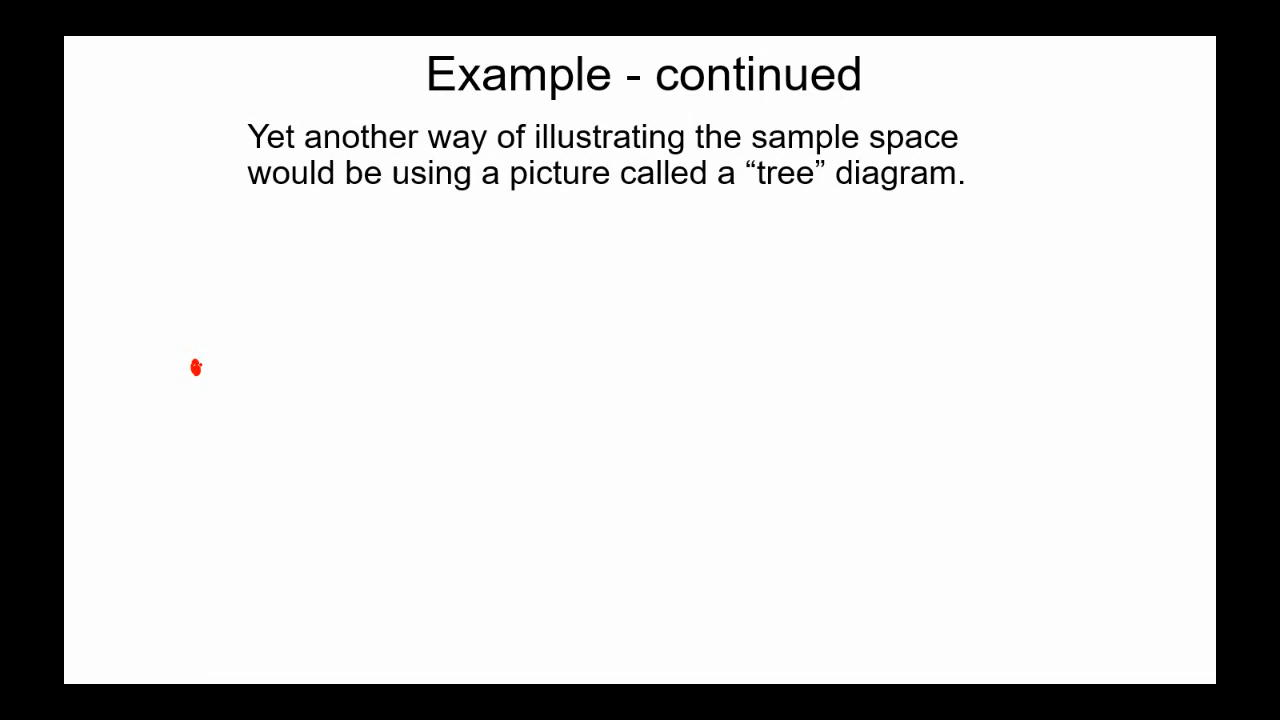 Example - continued
Yet another way of illustrating the sample space
would be using a picture called a “tree” diagram.